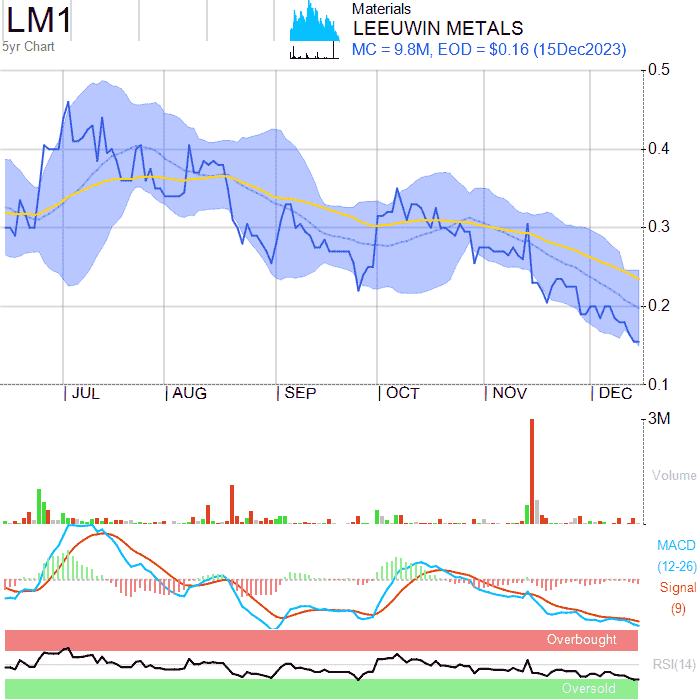 LM1
5yr Chart
Materials
LEEUWIN METALS
MC = 9.8M, EOD = $0.16 (15Dec2023)
0.5
0.4
0.3
0.2
0.1
JUL AUG SEP OCT NOV DEC
3M
Volume
MACD
(12-26)
Signal
(9)
Overbought
RSI(14)
Oversold